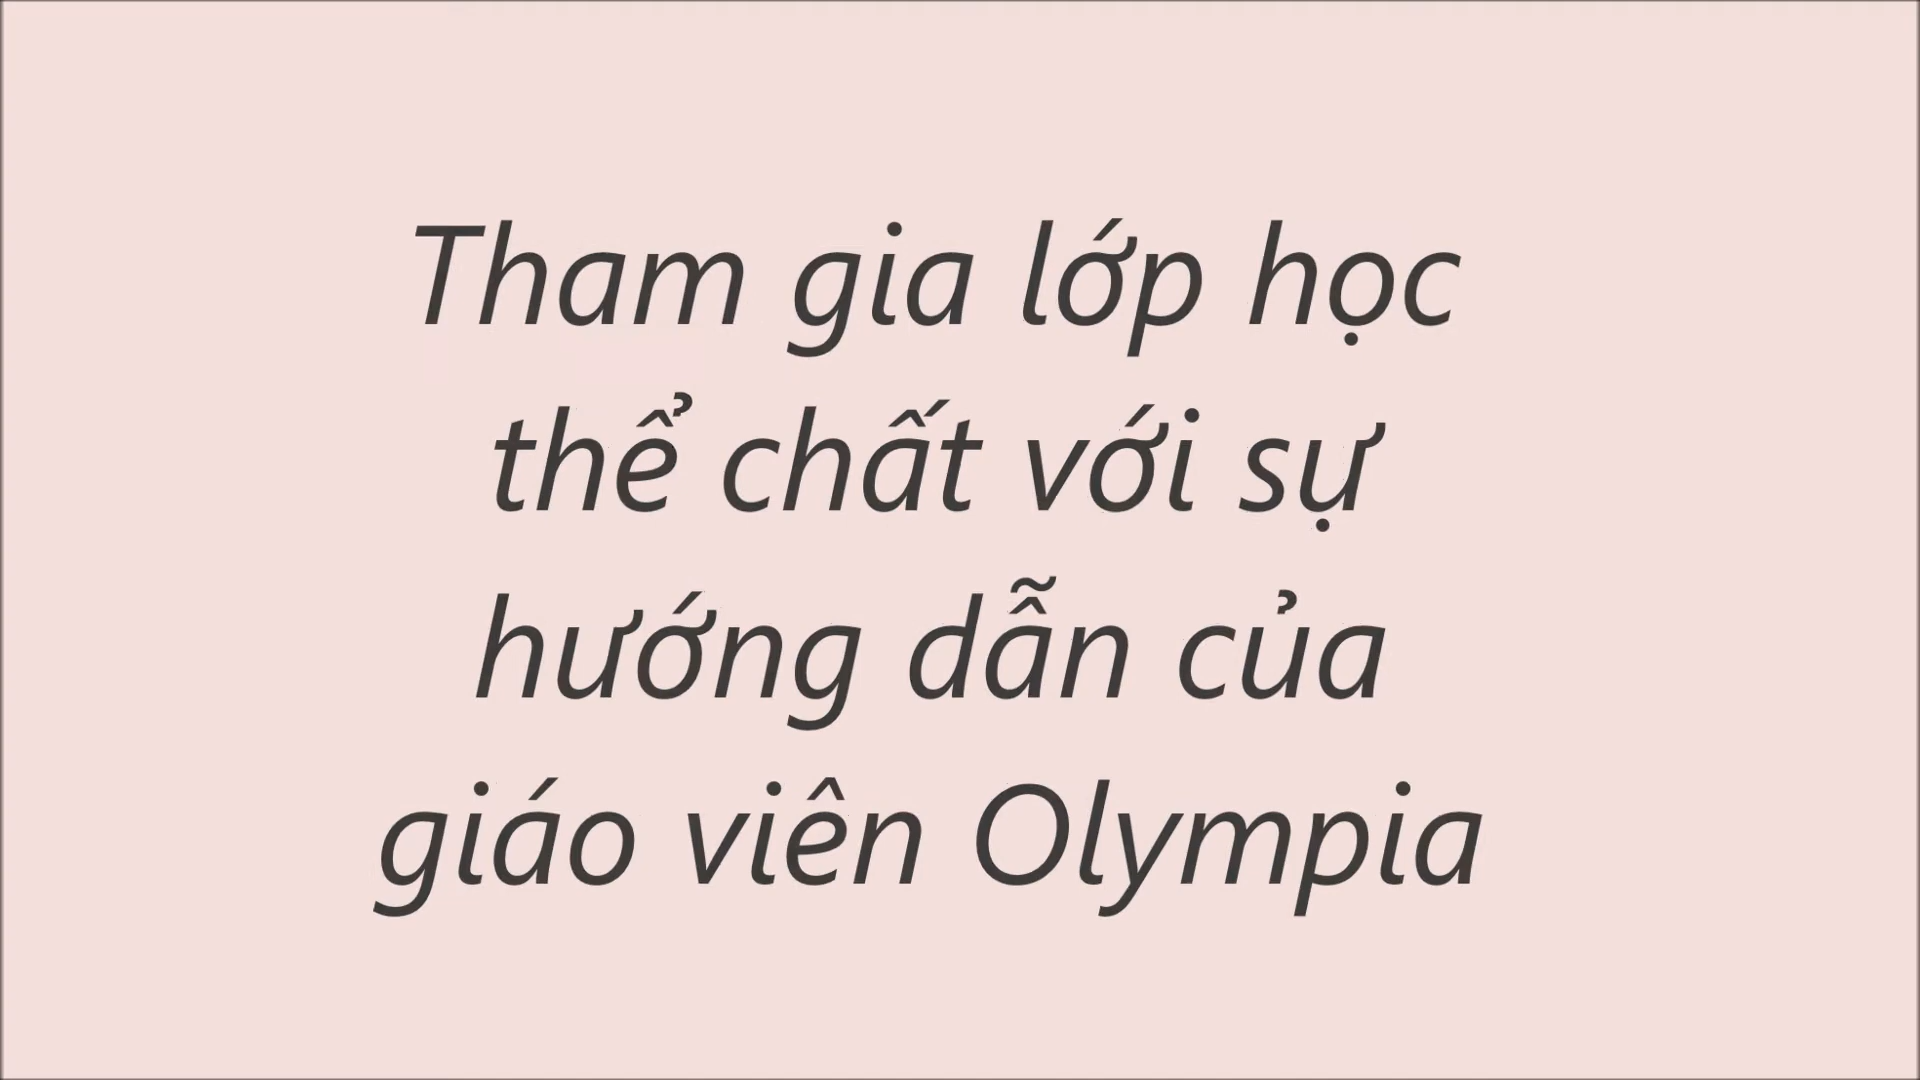 Tham gia lớp học
thể chất với sự
hướng dẫn của
giáo viên Olympia